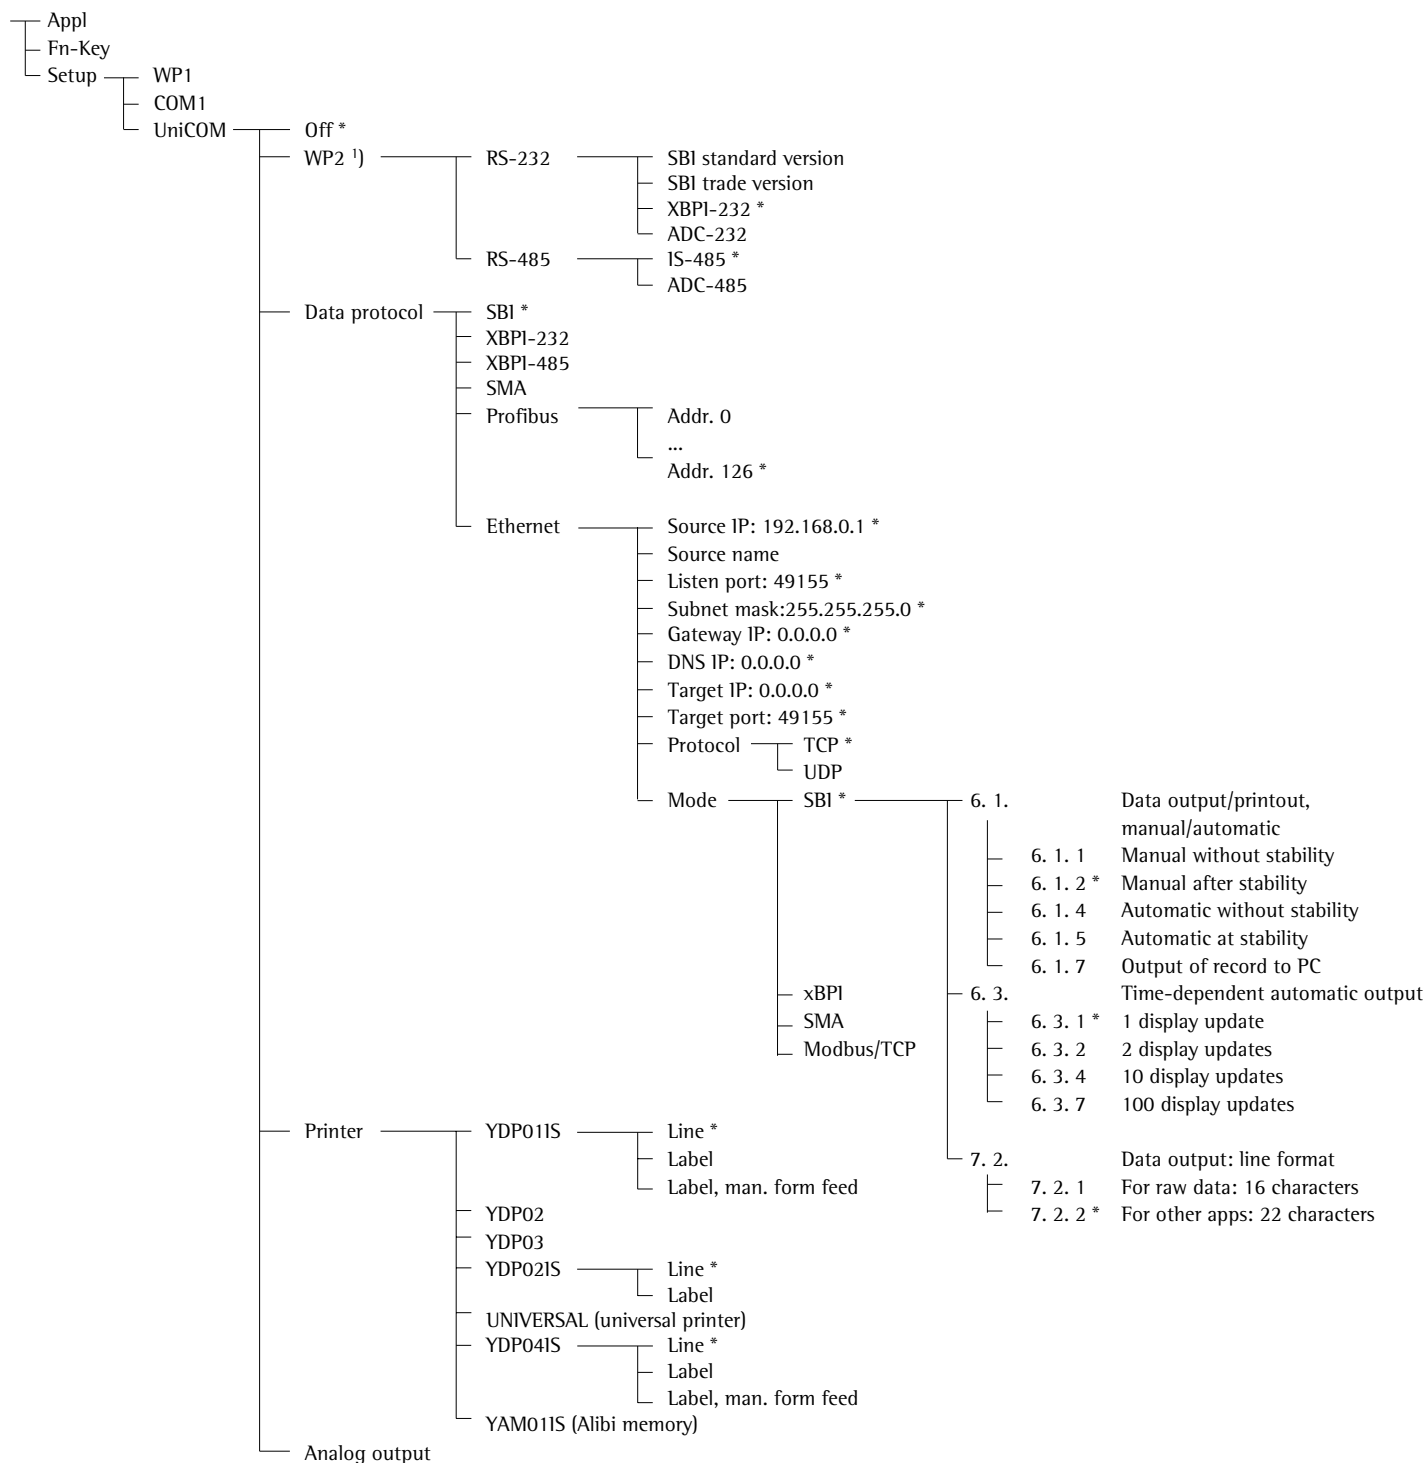 Appl
Fn-Key
Setup WP1
COM1
UniCOM Off *
WP2 ¹) RS-232 SBI standard version
SBI trade version
XBPI-232 *
ADC-232
RS-485 IS-485 *
ADC-485
Data protocol SBI *
XBPI-232
XBPI-485
SMA
Profibus Addr. 0
...
Addr. 126 *
Ethernet Source IP: 192.168.0.1 *
Source name
Listen port: 49155 *
Subnet mask:255.255.255.0 *
Gateway IP: 0.0.0.0 *
DNS IP: 0.0.0.0 *
Target IP: 0.0.0.0 *
Target port: 49155 *
Protocol TCP *
UDP
Mode SBI * 6. 1. Data output/printout,
manual/automatic
6. 1. 1 Manual without stability
6. 1. 2 * Manual after stability
6. 1. 4 Automatic without stability
6. 1. 5 Automatic at stability
6. 1. 7 Output of record to PC
xBPI 6. 3. Time-dependent automatic output
SMA 6. 3. 1 * 1 display update
Modbus/TCP 6. 3. 2 2 display updates
6. 3. 4 10 display updates
6. 3. 7 100 display updates
Printer YDP01IS Line *
Label 7. 2. Data output: line format
Label, man. form feed 7. 2. 1 For raw data: 16 characters
YDP02 7. 2. 2 * For other apps: 22 characters
YDP03
YDP02IS Line *
Label
UNIVERSAL (universal printer)
YDP04IS Line *
Label
Label, man. form feed
YAM01IS (Alibi memory)
Analog output